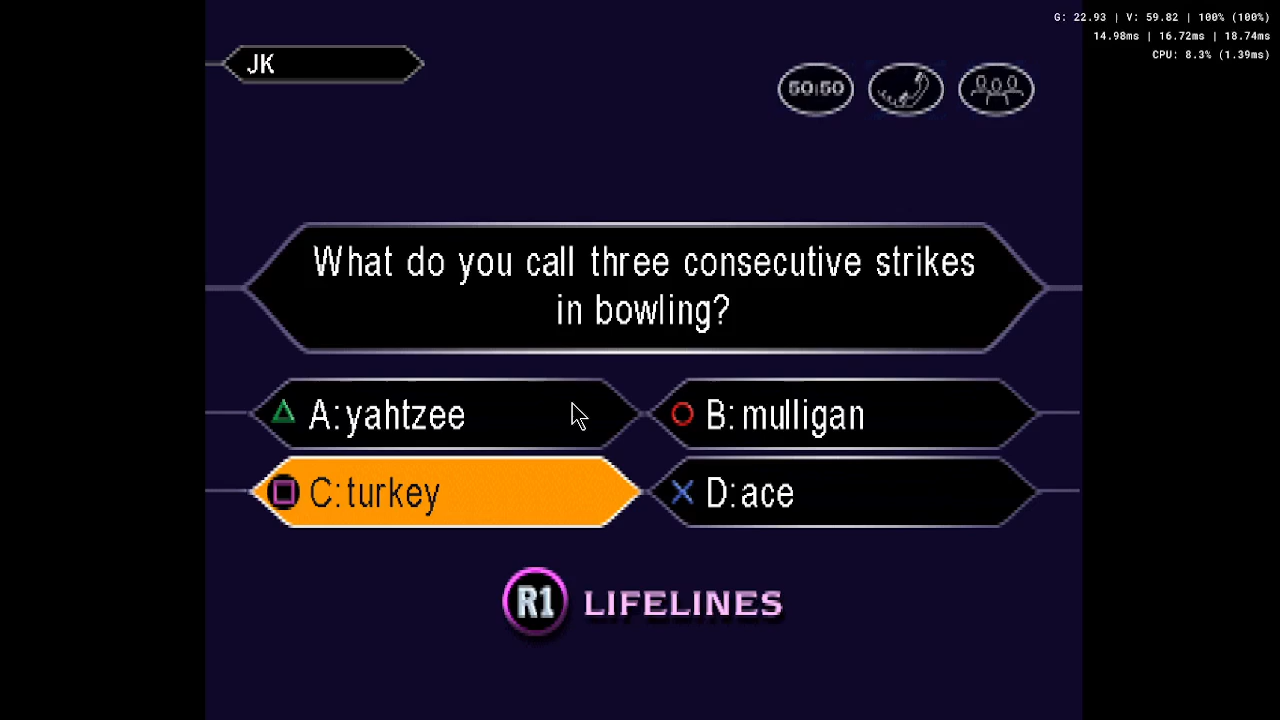 G: 22.93 | V: 59.82 | 100% (100%)
14.98ms | 16.72ms | 18.74ms
CPU: 8.3% (1.39ms)
JK
50:50
What do you call three consecutive strikes
in bowling?
A: yahtzee
B: mulligan
C: turkey
D: ace
R1 LIFELINES